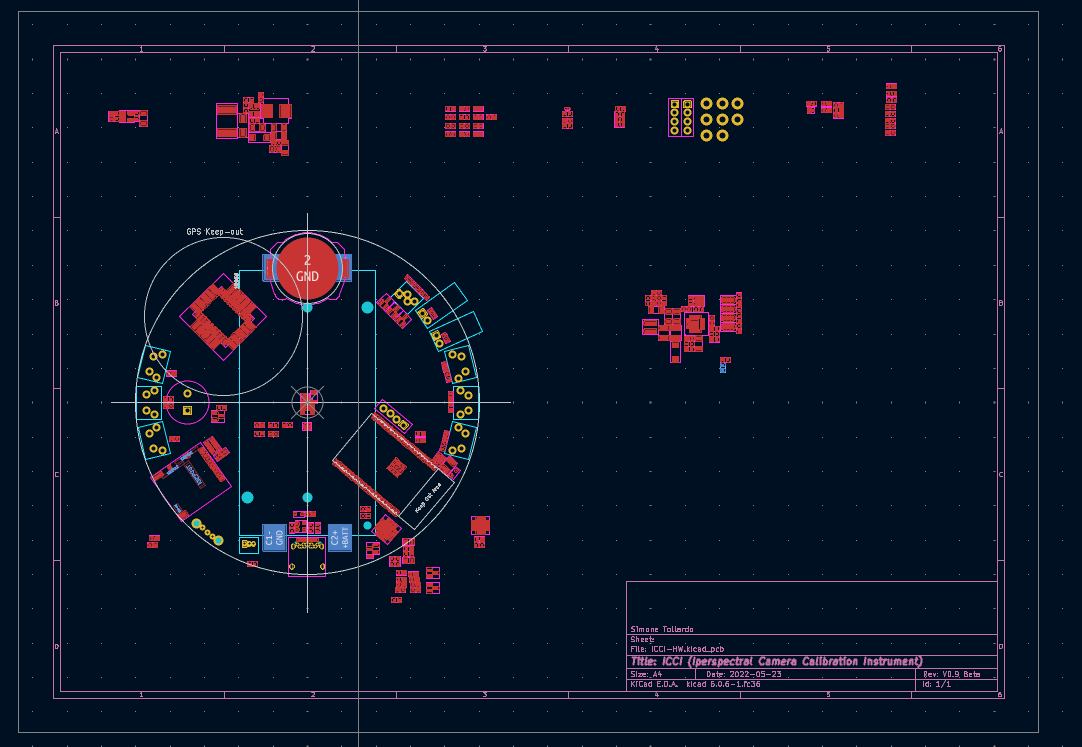 1 2 3 4 5 6
A A
GPS Keep-out
2
GND
B B
C C
Keep Out Area
C1-
GND
C2+
+BATT
D D
Simone Tollardo
Sheet:
File: ICCI-HW.kicad_pcb
Title: ICCI (Iperspectral Camera Calibration Instrument)
Size: A4 Date: 2022-05-23 Rev: V0.9 Beta
KiCad E.D.A. kicad 6.0.6-1.fc36 Id: 1/1
1 2 3 4 5 6